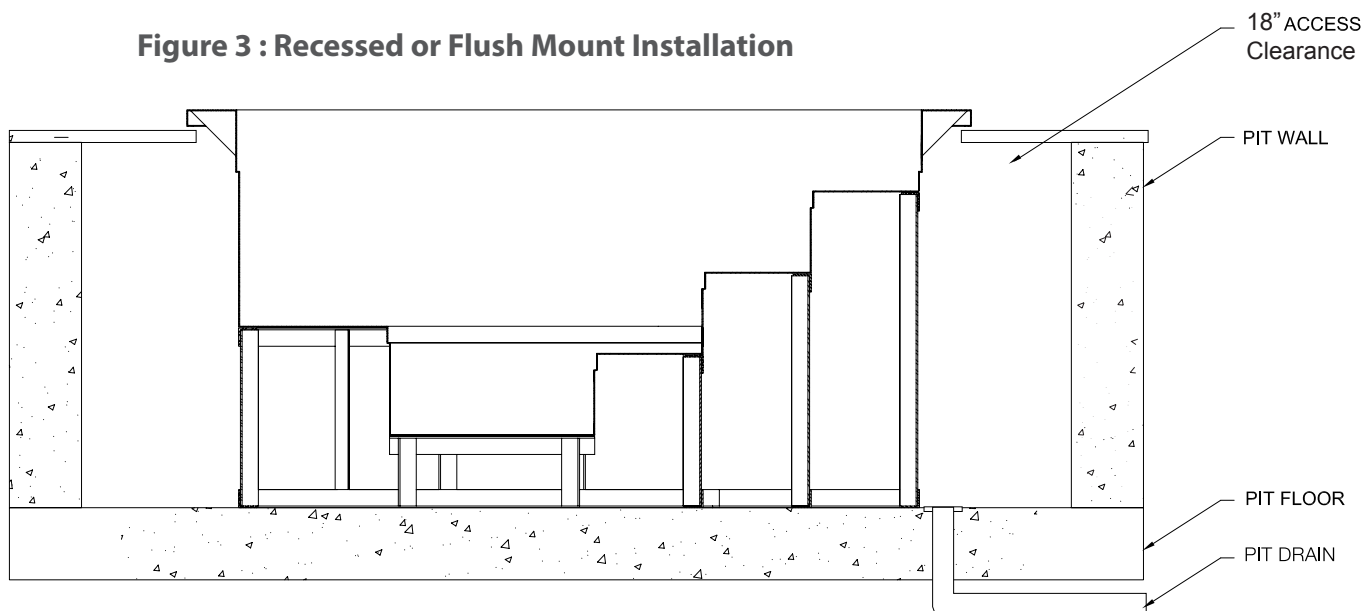 Figure 3 : Recessed or Flush Mount Installation
18” ACCESS
Clearance
PIT WALL
PIT FLOOR
PIT DRAIN